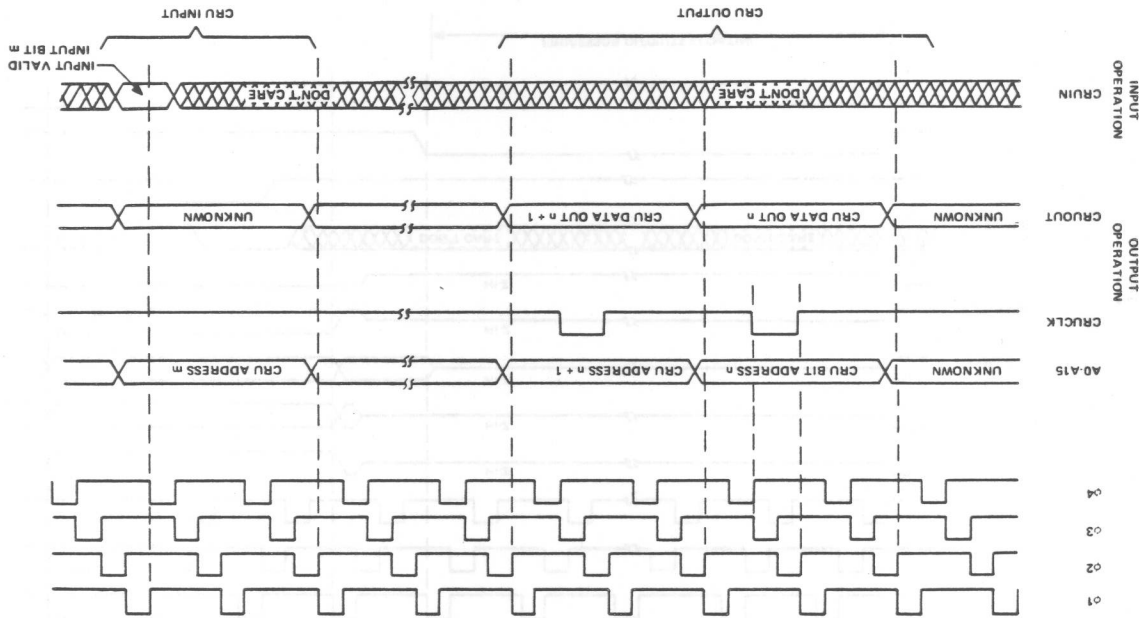 φ1
φ2
φ3
φ4
A0-A15
UNKNOWN
CRU BIT ADDRESS n
CRU ADDRESS n + 1
CRU ADDRESS m
CRUCLK
OUTPUT
OPERATION
CRUOUT
UNKNOWN
CRU DATA OUT n
CRU DATA OUT n + 1
UNKNOWN
INPUT
OPERATION
CRUIN
DON'T CARE
DON'T CARE
INPUT VALID
INPUT BIT m
CRU OUTPUT
CRU INPUT